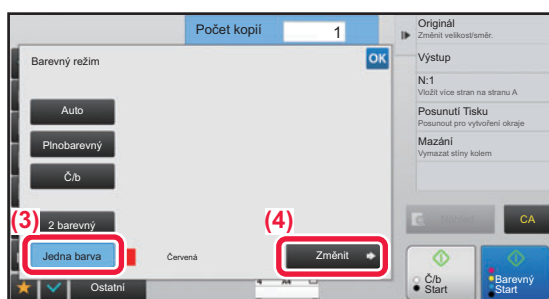 Počet kopií 1
Barevný režim
OK
Auto
Plnobarevný
Č/b
(3)
2 barevný
Jedna barva
Červená
(4)
Změnit
Ostatní
A4
Originál
Změnit velikost/směr.
Výstup
N:1
Vložit více stran na stranu A
Posunutí Tisku
Posunout pro vytvoření okraje
Mazání
Vymazat stíny kolem
Náhled
CA
Č/b
Start
Barevný
Start